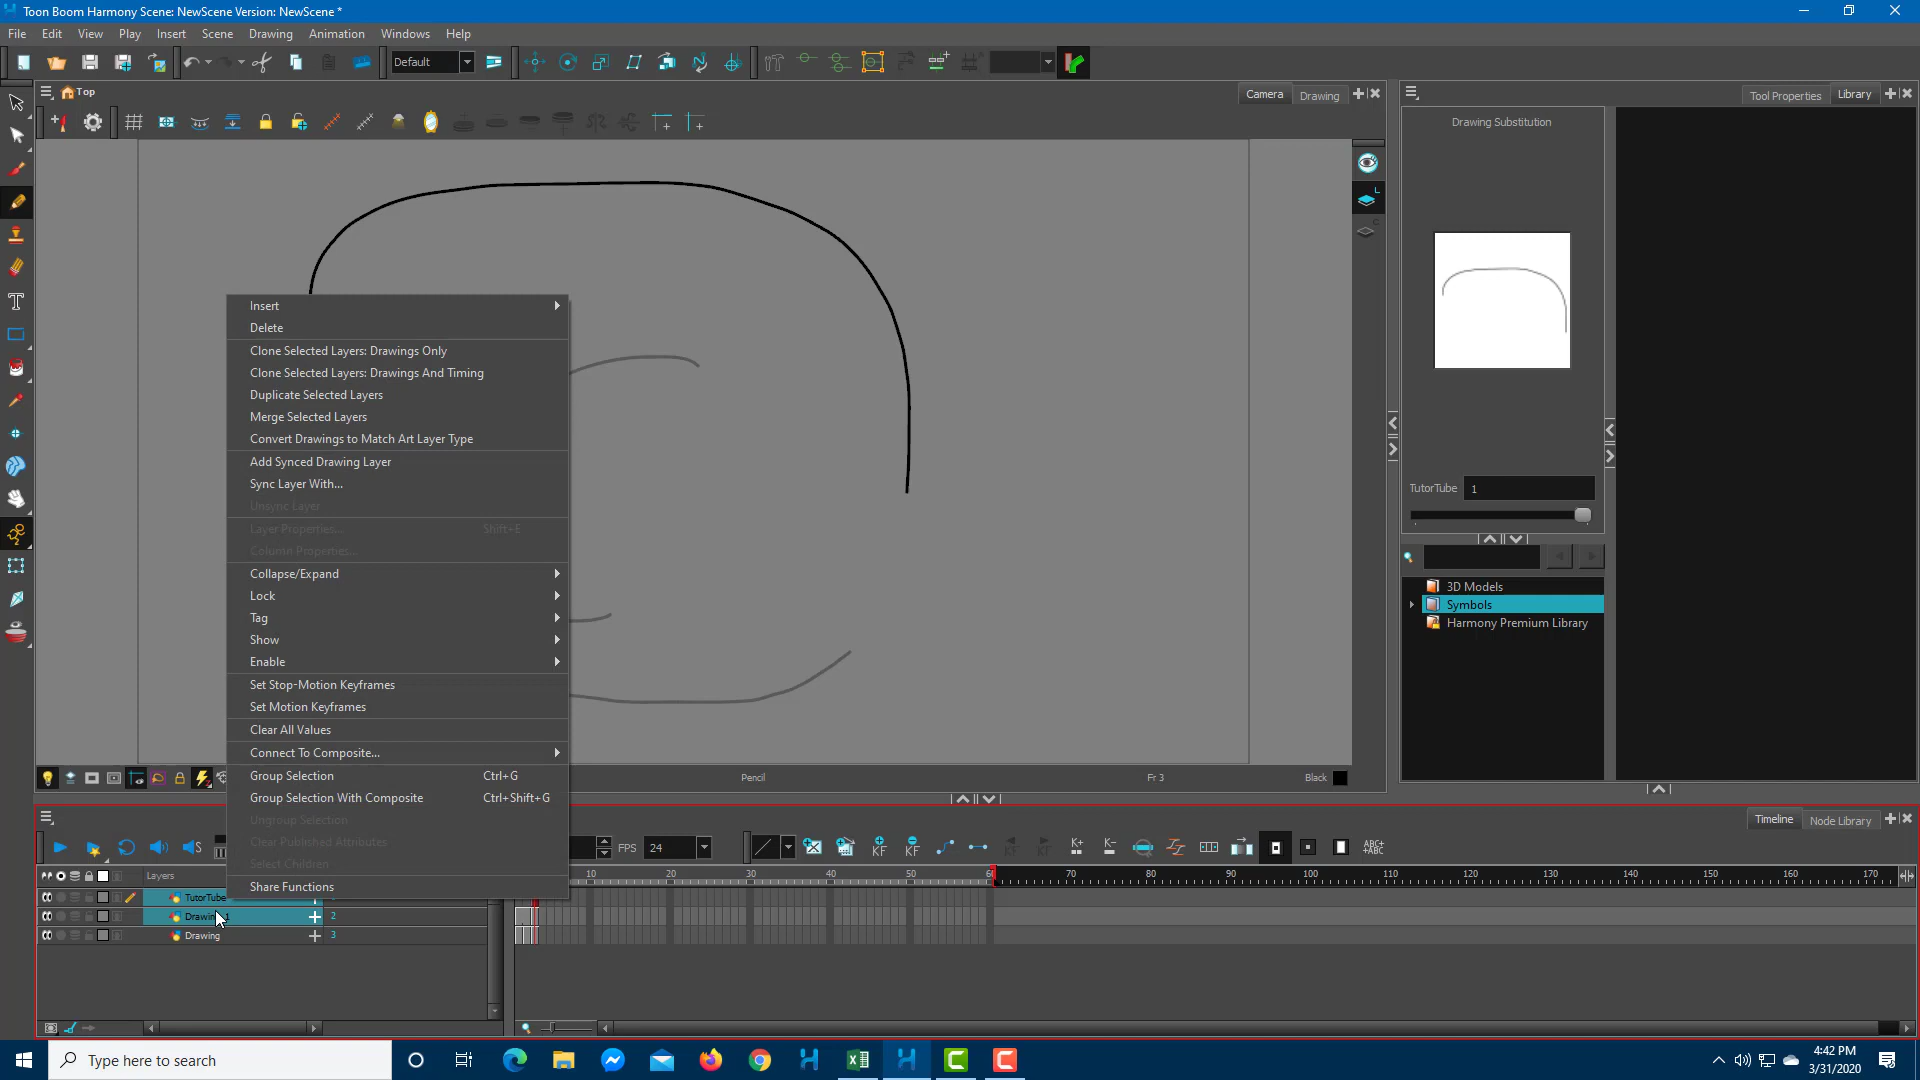 Toon Boom Harmony Scene: NewScene Version: NewScene *
File Edit View Play Insert Scene Drawing Animation Windows Help
Default
Top
Camera Drawing
Tool Properties Library
Drawing Substitution
Insert
Delete
Clone Selected Layers: Drawings Only
Clone Selected Layers: Drawings And Timing
Duplicate Selected Layers
Merge Selected Layers
Convert Drawings to Match Art Layer Type
Add Synced Drawing Layer
Sync Layer With...
Unsync Layer
Layer Properties... Shift+E
Column Properties...
Collapse/Expand
Lock
Tag
Show
Enable
Set Stop-Motion Keyframes
Set Motion Keyframes
Clear All Values
Connect To Composite...
Group Selection Ctrl+G
Group Selection With Composite Ctrl+Shift+G
Ungroup Selection
Clear Published Attributes
Select Children
Share Functions
TutorTube 1
3D Models
Symbols
Harmony Premium Library
Pencil Fr 3 Black
Timeline Node Library
FPS 24
Layers
10 20 30 40 50 60 70 80 90 100 110 120 130 140 150 160 170
TutorTube
2
Drawing 3
Type here to search
4:42 PM
3/31/2020